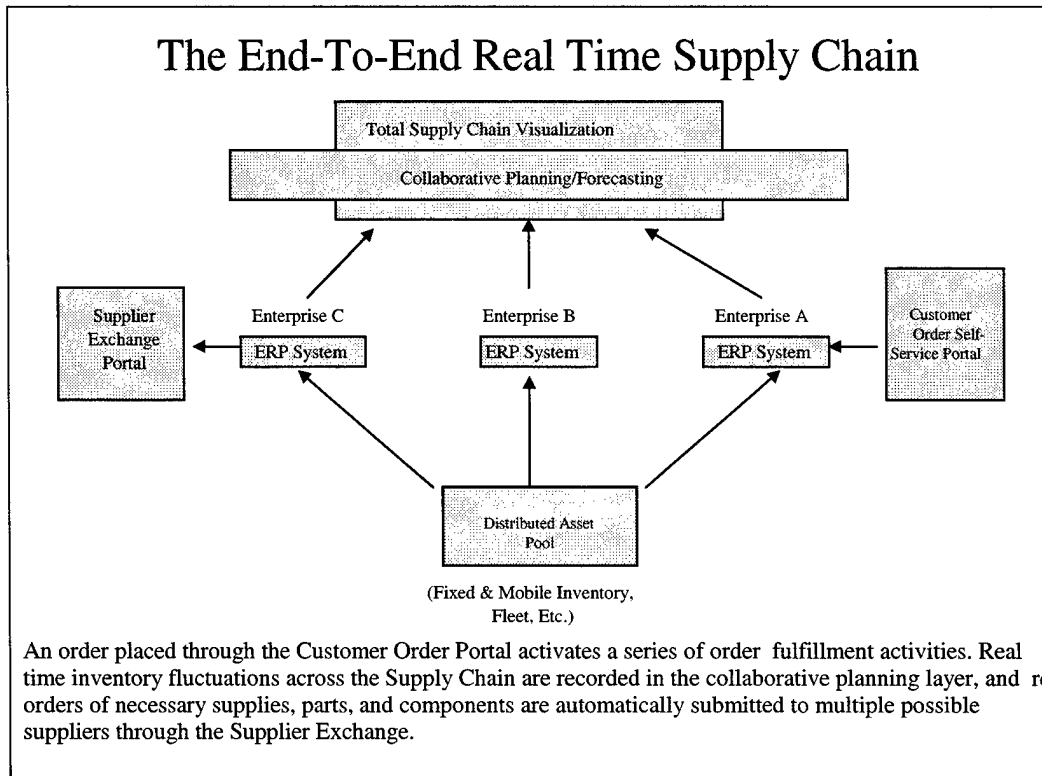 The End-To-End Real Time Supply Chain
Total Supply Chain Visualization
Collaborative Planning/Forecasting
Supplier
Exchange
Portal
Enterprise C
ERP System
Enterprise B
ERP System
Enterprise A
ERP System
Customer
Order Self-
Service Portal
Distributed Asset
Pool
(Fixed & Mobile Inventory,
Fleet, Etc.)
An order placed through the Customer Order Portal activates a series of order fulfillment activities. Real
time inventory fluctuations across the Supply Chain are recorded in the collaborative planning layer, and
orders of necessary supplies, parts, and components are automatically submitted to multiple possible
suppliers through the Supplier Exchange.